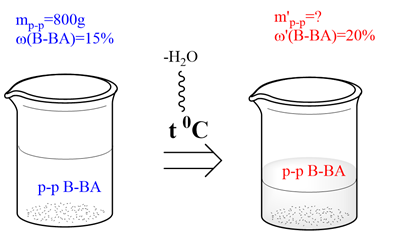 mₚ₋ₚ=800g
ω(B-BA)=15%
p-p B-BA
-H₂O
t ⁰C
m'ₚ₋ₚ=?
ω'(B-BA)=20%
p-p B-BA